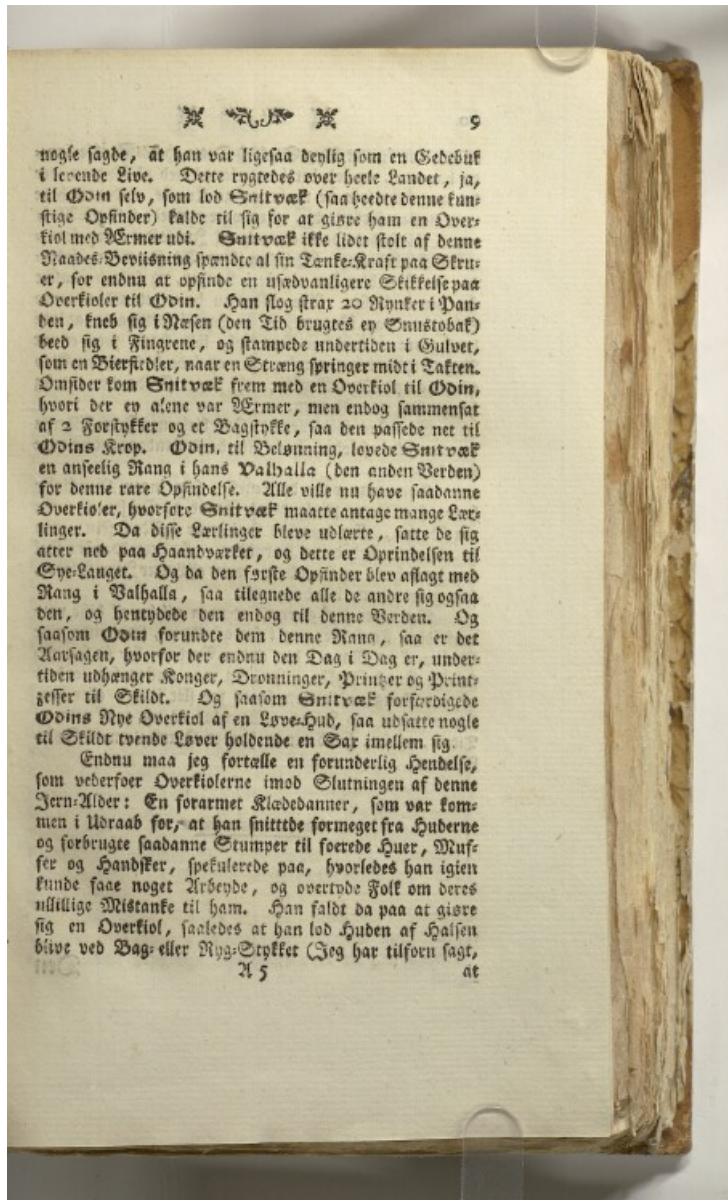 9
nogle sagde, at han var ligesaa deylig som en Gedebuk
i levende Live. Dette rygtedes over heele Landet, ja,
til Odin selv, som lod Snitvæk (saa heedte denne kun-
stige Opfinder) kalde til sig for at giøre ham en Over-
kiol med Ærmer udi. Snitvæk ikke lidet stolt af denne
Naades-Beviisning spændte al sin Tanke-Kraft paa Skru-
er, for endnu at opfinde en usædvanligere Skikkelse paa
Overkioler til Odin. Han slog strax 20 Rynker i Pan-
den, kneb sig i Næsen (den Tid brugtes ey Snustobak)
beed sig i Fingrene, og stampede undertiden i Gulvet,
som en Bierfiedler, naar en Stræng springer midt i Takten.
Omsider kom Snitvæk frem med en Overkiol til Odin,
hvori der ey alene var Ærmer, men endog sammensat
af 2 Forstykker og et Bagstykke, saa den passede net til
Odins Krop. Odin, til Belønning, lovede Snitvæk
en anseelig Rang i hans Valhalla (den anden Verden)
for denne rare Opfindelse. Alle ville nu have saadanne
Overkioler, hvorfore Snitvæk maatte antage mange Lær-
linger. Da disse Lærlinger bleve udlærte, satte de sig
atter ned paa Haandværket, og dette er Oprindelsen til
Sye-Lauget. Og da den første Opfinder blev aflagt med
Rang i Valhalla, saa tilegnede alle de andre sig ogsaa
den, og hentydede den endog til denne Verden. Og
saasom Odin forundte dem denne Rang, saa er det
Aarsagen, hvorfor der endnu den Dag i Dag er, under-
tiden udhænger Konger, Dronninger, Printzer og Print-
zesser til Skildt. Og saasom Snitvæk forfærdigede
Odins Nye Overkiol af en Løve-Hud, saa udsatte nogle
til Skildt tvende Løver holdende en Sax imellem sig.
Endnu maa jeg fortælle en forunderlig Hendelse,
som vederfoer Overkiolerne imod Slutningen af denne
Jern-Alder: En forarmet Klædedanner, som var kom-
men i Udraab for, at han snittde formeget fra Huderne
og forbrugte saadanne Stumper til foerede Huer, Muf-
fer og Handsker, spekulerede paa, hvorledes han igien
kunde faae noget Arbeyde, og overtyde Folk om deres
ullillige Mistanke til ham. Han faldt da paa at giøre
sig en Overkiol, saaledes at han lod Huden af Halsen
blive ved Bag- eller Ryg-Stykket (Jeg har tilforn sagt,
A 5 at